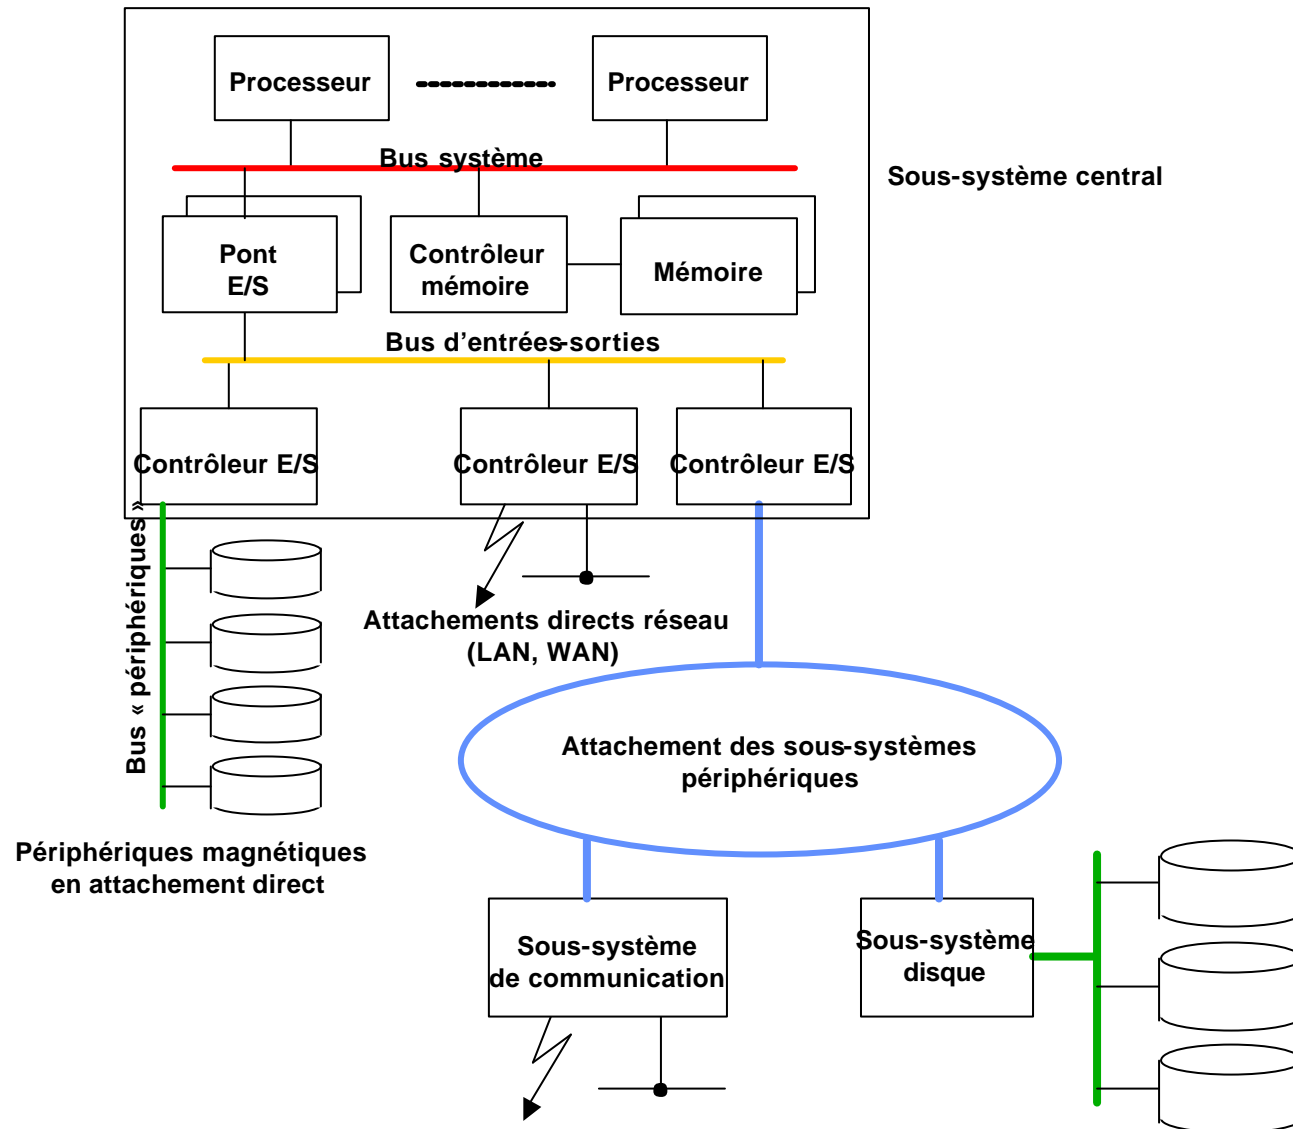 Processeur
Processeur
Bus système
Sous-système central
Pont
E/S
Contrôleur
mémoire
Mémoire
Bus d'entrées-sorties
Contrôleur E/S
Contrôleur E/S
Contrôleur E/S
Bus « périphériques »
Attachements directs réseau
(LAN, WAN)
Attachement des sous-systèmes
périphériques
Périphériques magnétiques
en attachement direct
Sous-système
de communication
Sous-système
disque